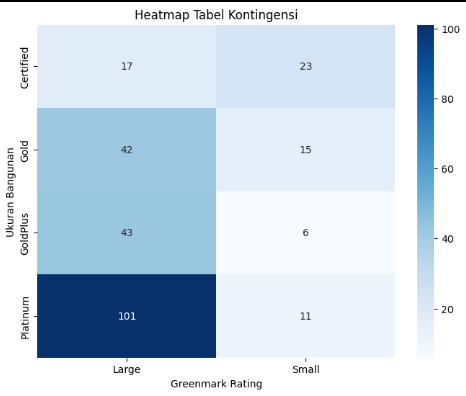 Heatmap Tabel Kontingensi
Ukuran Bangunan
Certified
17
23
Gold
42
15
GoldPlus
43
6
Platinum
101
11
Large
Small
Greenmark Rating
100
80
60
40
20